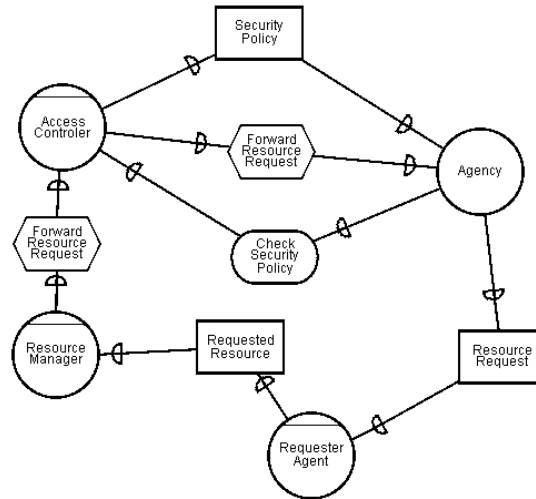 Security
Policy
Access
Controler
Forward
Resource
Request
Agency
Forward
Resource
Request
Check
Security
Policy
Resource
Manager
Requested
Resource
Resource
Request
Requester
Agent